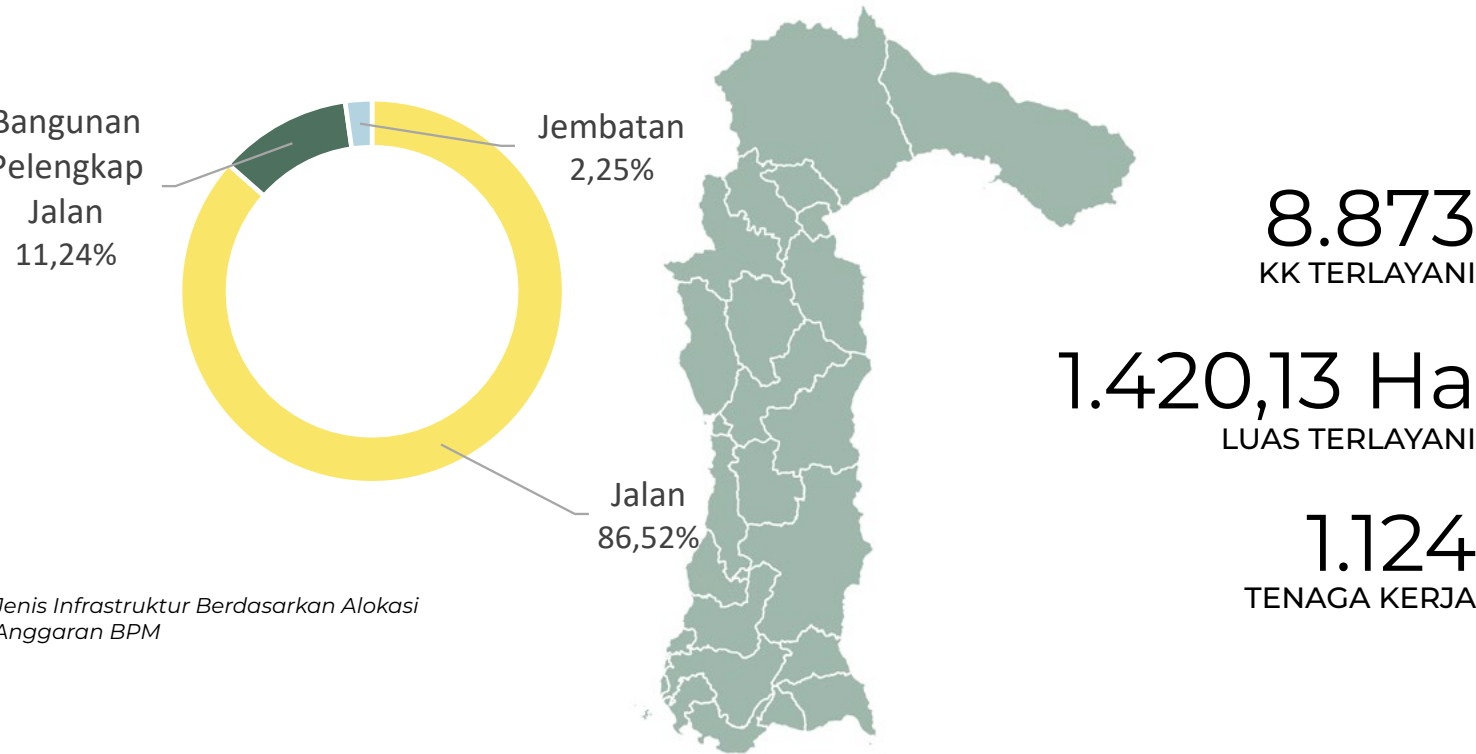 Bangunan
Pelengkap
Jalan
11,24%
Jembatan
2,25%
Jalan
86,52%
Jenis Infrastruktur Berdasarkan Alokasi
Anggaran BPM
8.873
KK TERLAYANI
1.420,13 Ha
LUAS TERLAYANI
1.124
TENAGA KERJA